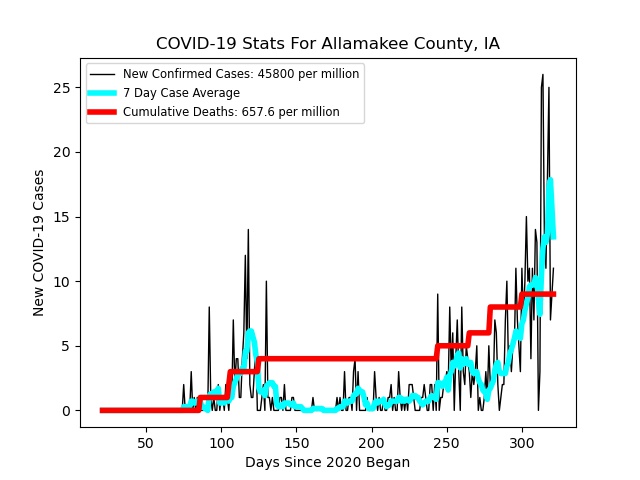 COVID-19 Stats For Allamakee County, IA
New Confirmed Cases: 45800 per million
7 Day Case Average
Cumulative Deaths: 657.6 per million
New COVID-19 Cases
25
20
15
10
5
0
50 100 150 200 250 300
Days Since 2020 Began